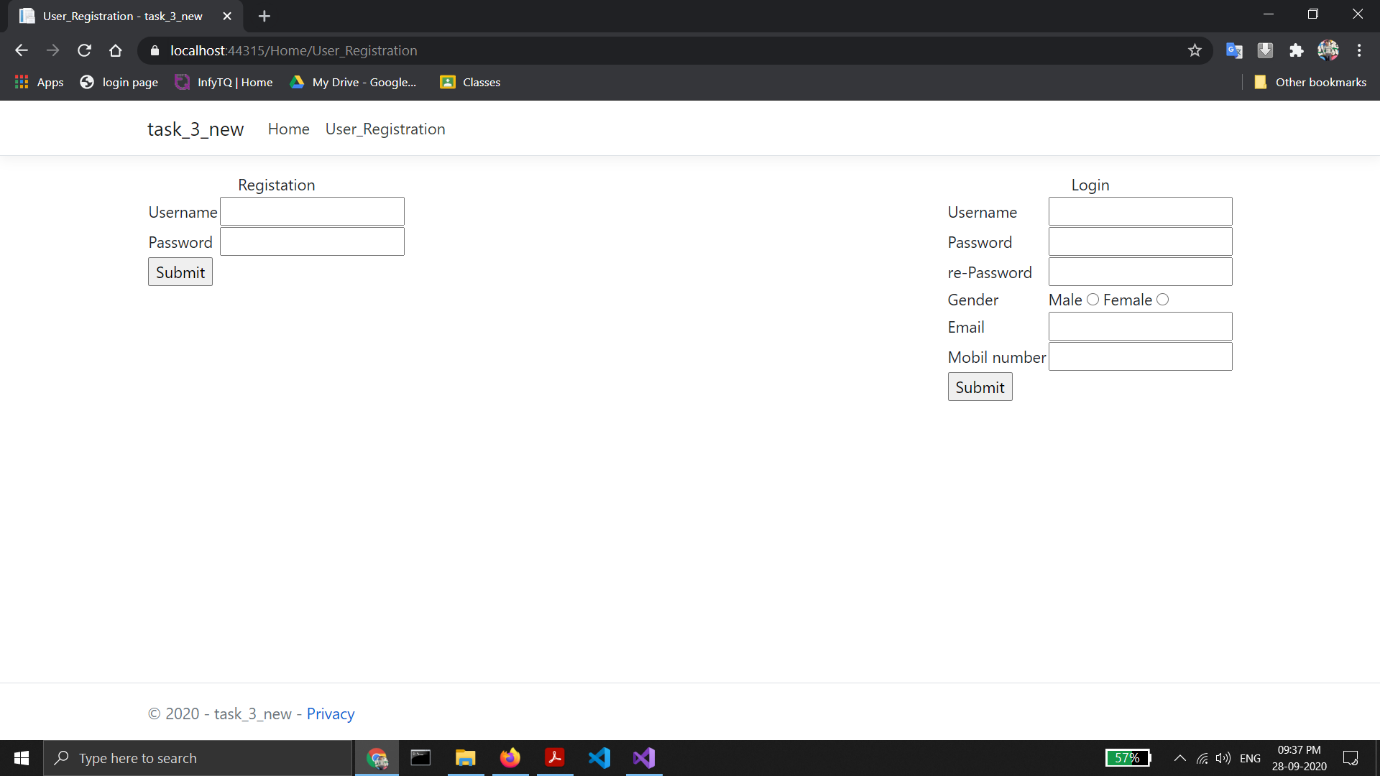 User_Registration - task_3_new
localhost:44315/Home/User_Registration
Apps login page InfyTQ | Home My Drive - Google... Classes Other bookmarks
task_3_new Home User_Registration
Registation
Username
Password
Submit
Login
Username
Password
re-Password
Gender Male Female
Email
Mobil number
Submit
© 2020 - task_3_new - Privacy
Type here to search
57%
ENG
09:37 PM
28-09-2020